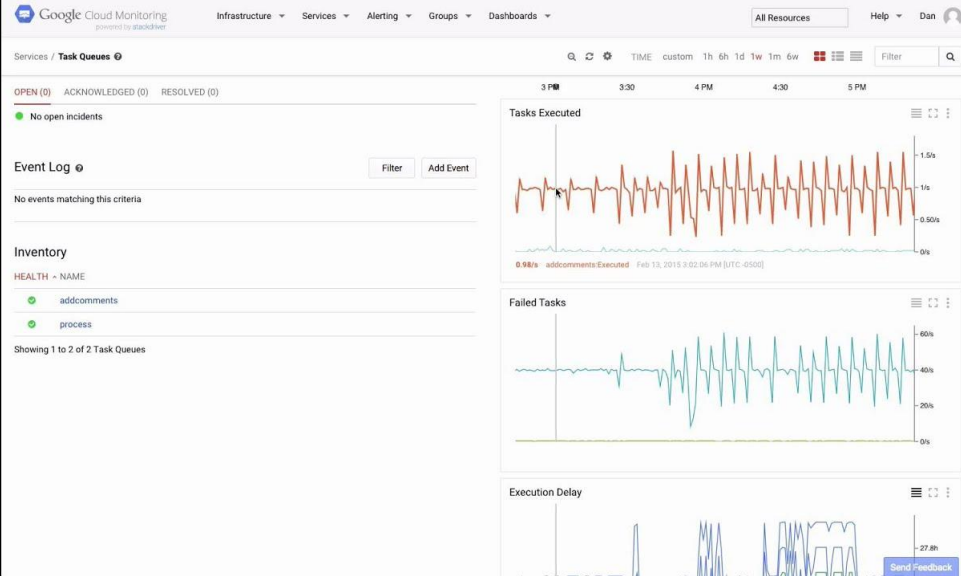 Google Cloud Monitoring
powered by stackdriver
Infrastructure Services Alerting Groups Dashboards
All Resources
Help Dan
Services / Task Queues
TIME custom 1h 6h 1d 1w 1m 6w
Filter
OPEN (0) ACKNOWLEDGED (0) RESOLVED (0)
No open incidents
Event Log
Filter Add Event
No events matching this criteria
Inventory
HEALTH NAME
addcomments
process
Showing 1 to 2 of 2 Task Queues
3 PM 3:30 4 PM 4:30 5 PM
Tasks Executed
1.5/s
1/s
0.50/s
0/s
0.98/s addcomments:Executed Feb 13, 2015 3:02:06 PM [UTC -0500]
Failed Tasks
60/s
40/s
20/s
0/s
Execution Delay
27.8h
Send Feedback